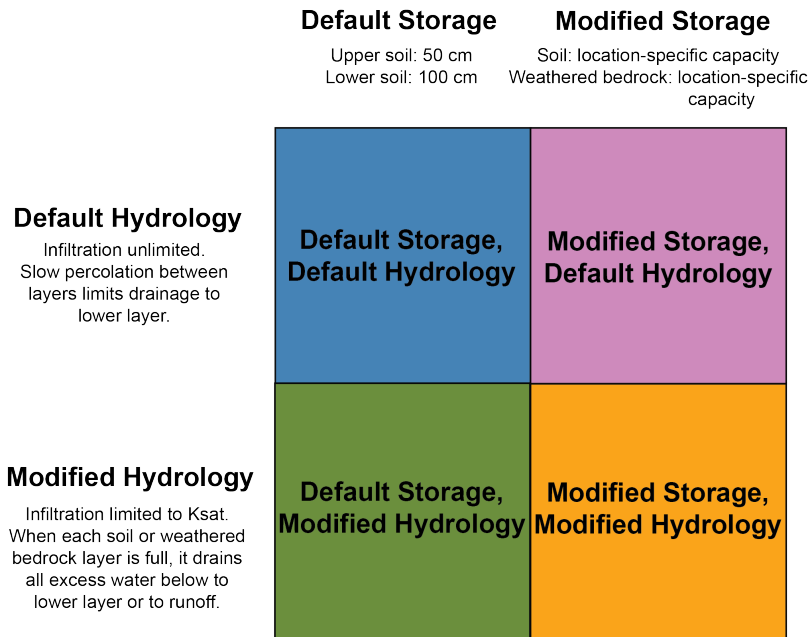 Default Storage
Upper soil: 50 cm
Lower soil: 100 cm
Modified Storage
Soil: location-specific capacity
Weathered bedrock: location-specific
capacity
Default Hydrology
Infiltration unlimited.
Slow percolation between
layers limits drainage to
lower layer.
Default Storage,
Default Hydrology
Modified Storage,
Default Hydrology
Modified Hydrology
Infiltration limited to Ksat.
When each soil or weathered
bedrock layer is full, it drains
all excess water below to
lower layer or to runoff.
Default Storage,
Modified Hydrology
Modified Storage,
Modified Hydrology